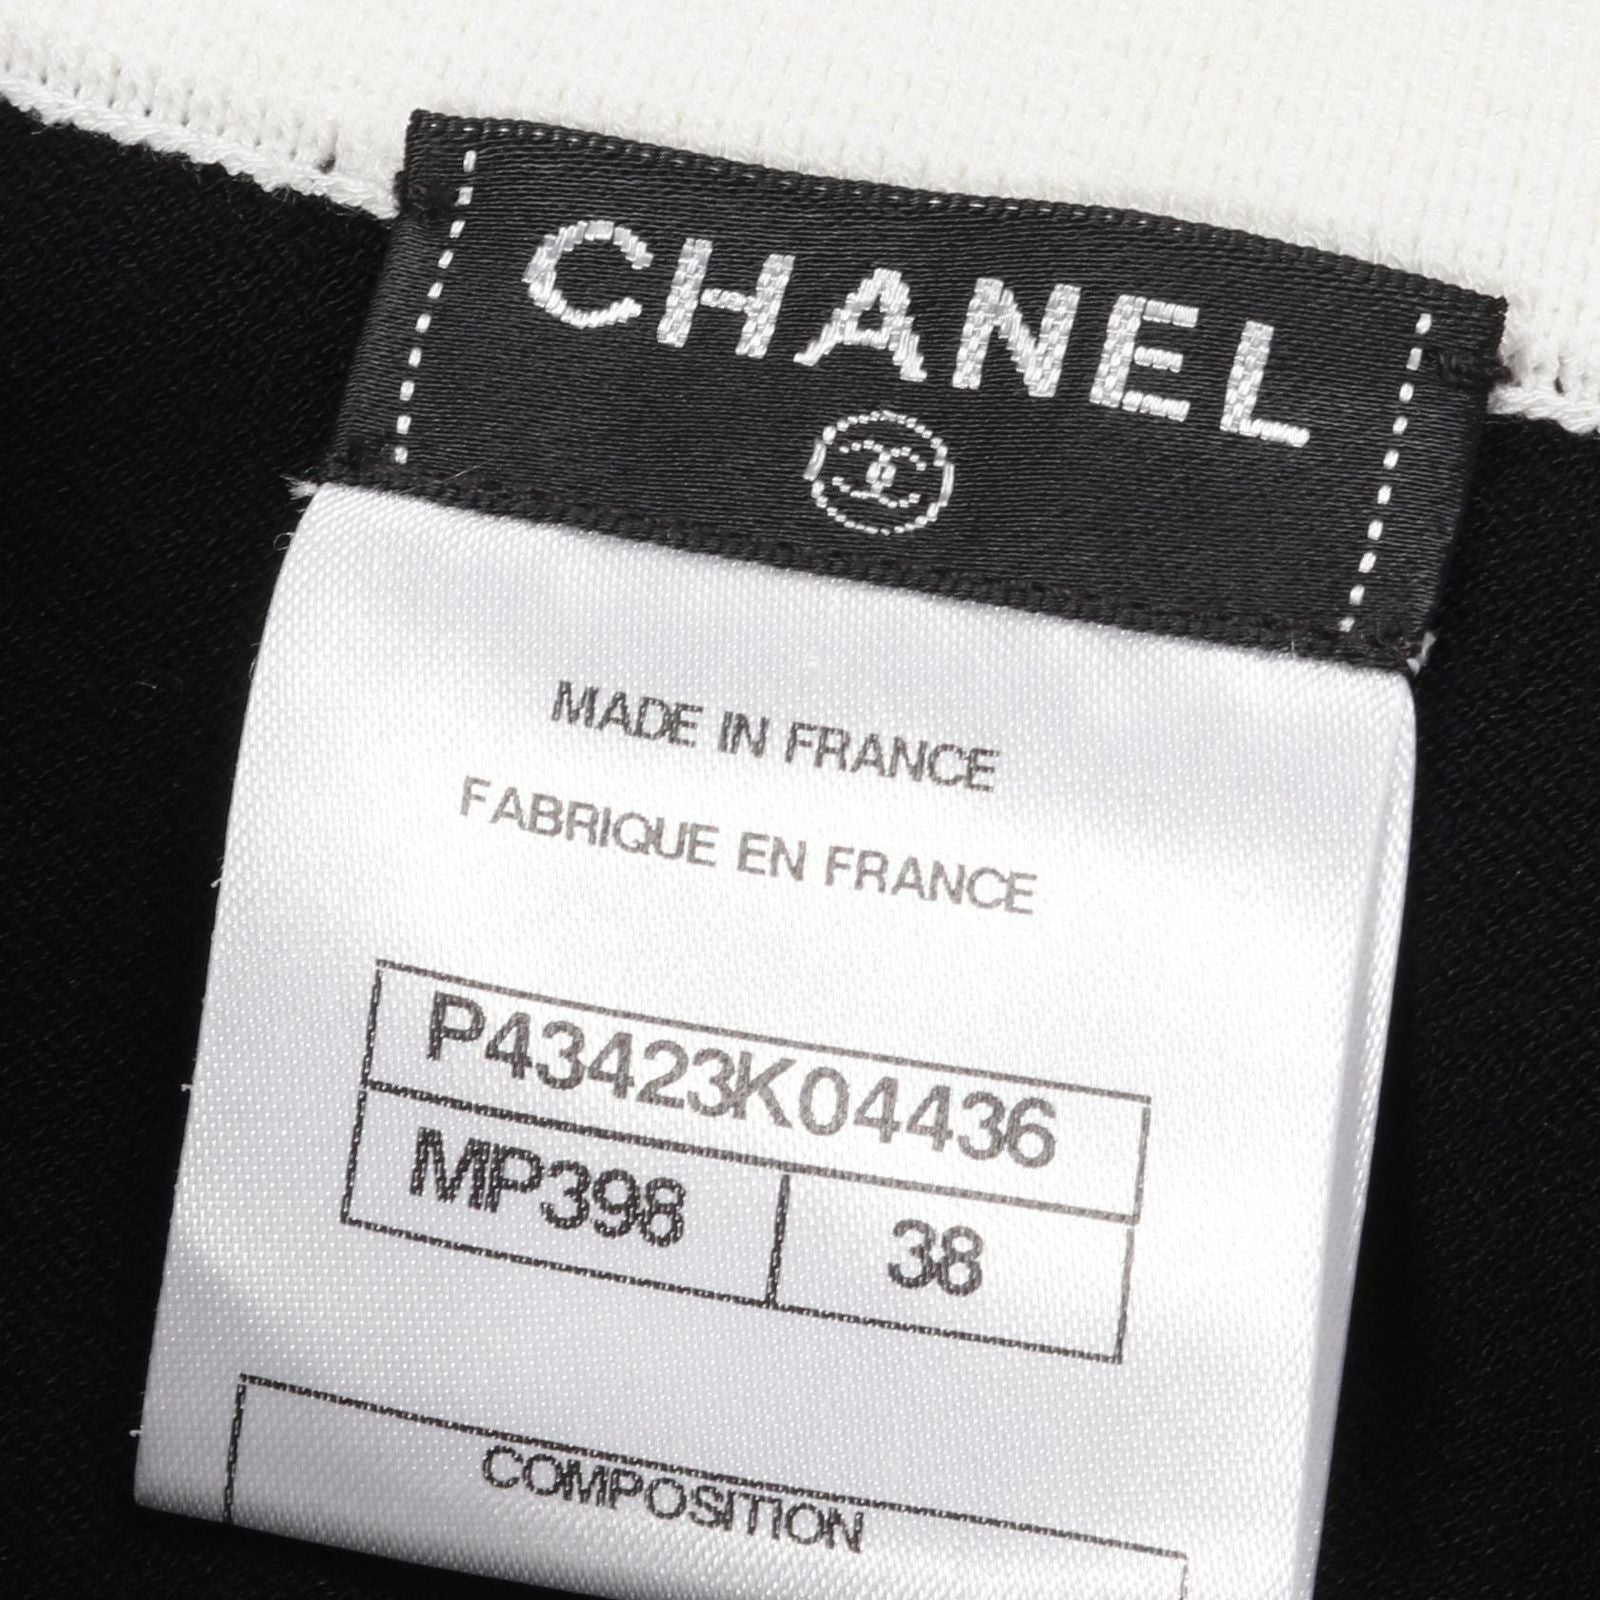 CHANEL
MADE IN FRANCE
FABRIQUE EN FRANCE
P43423K04436
MP398 38
COMPOSITION